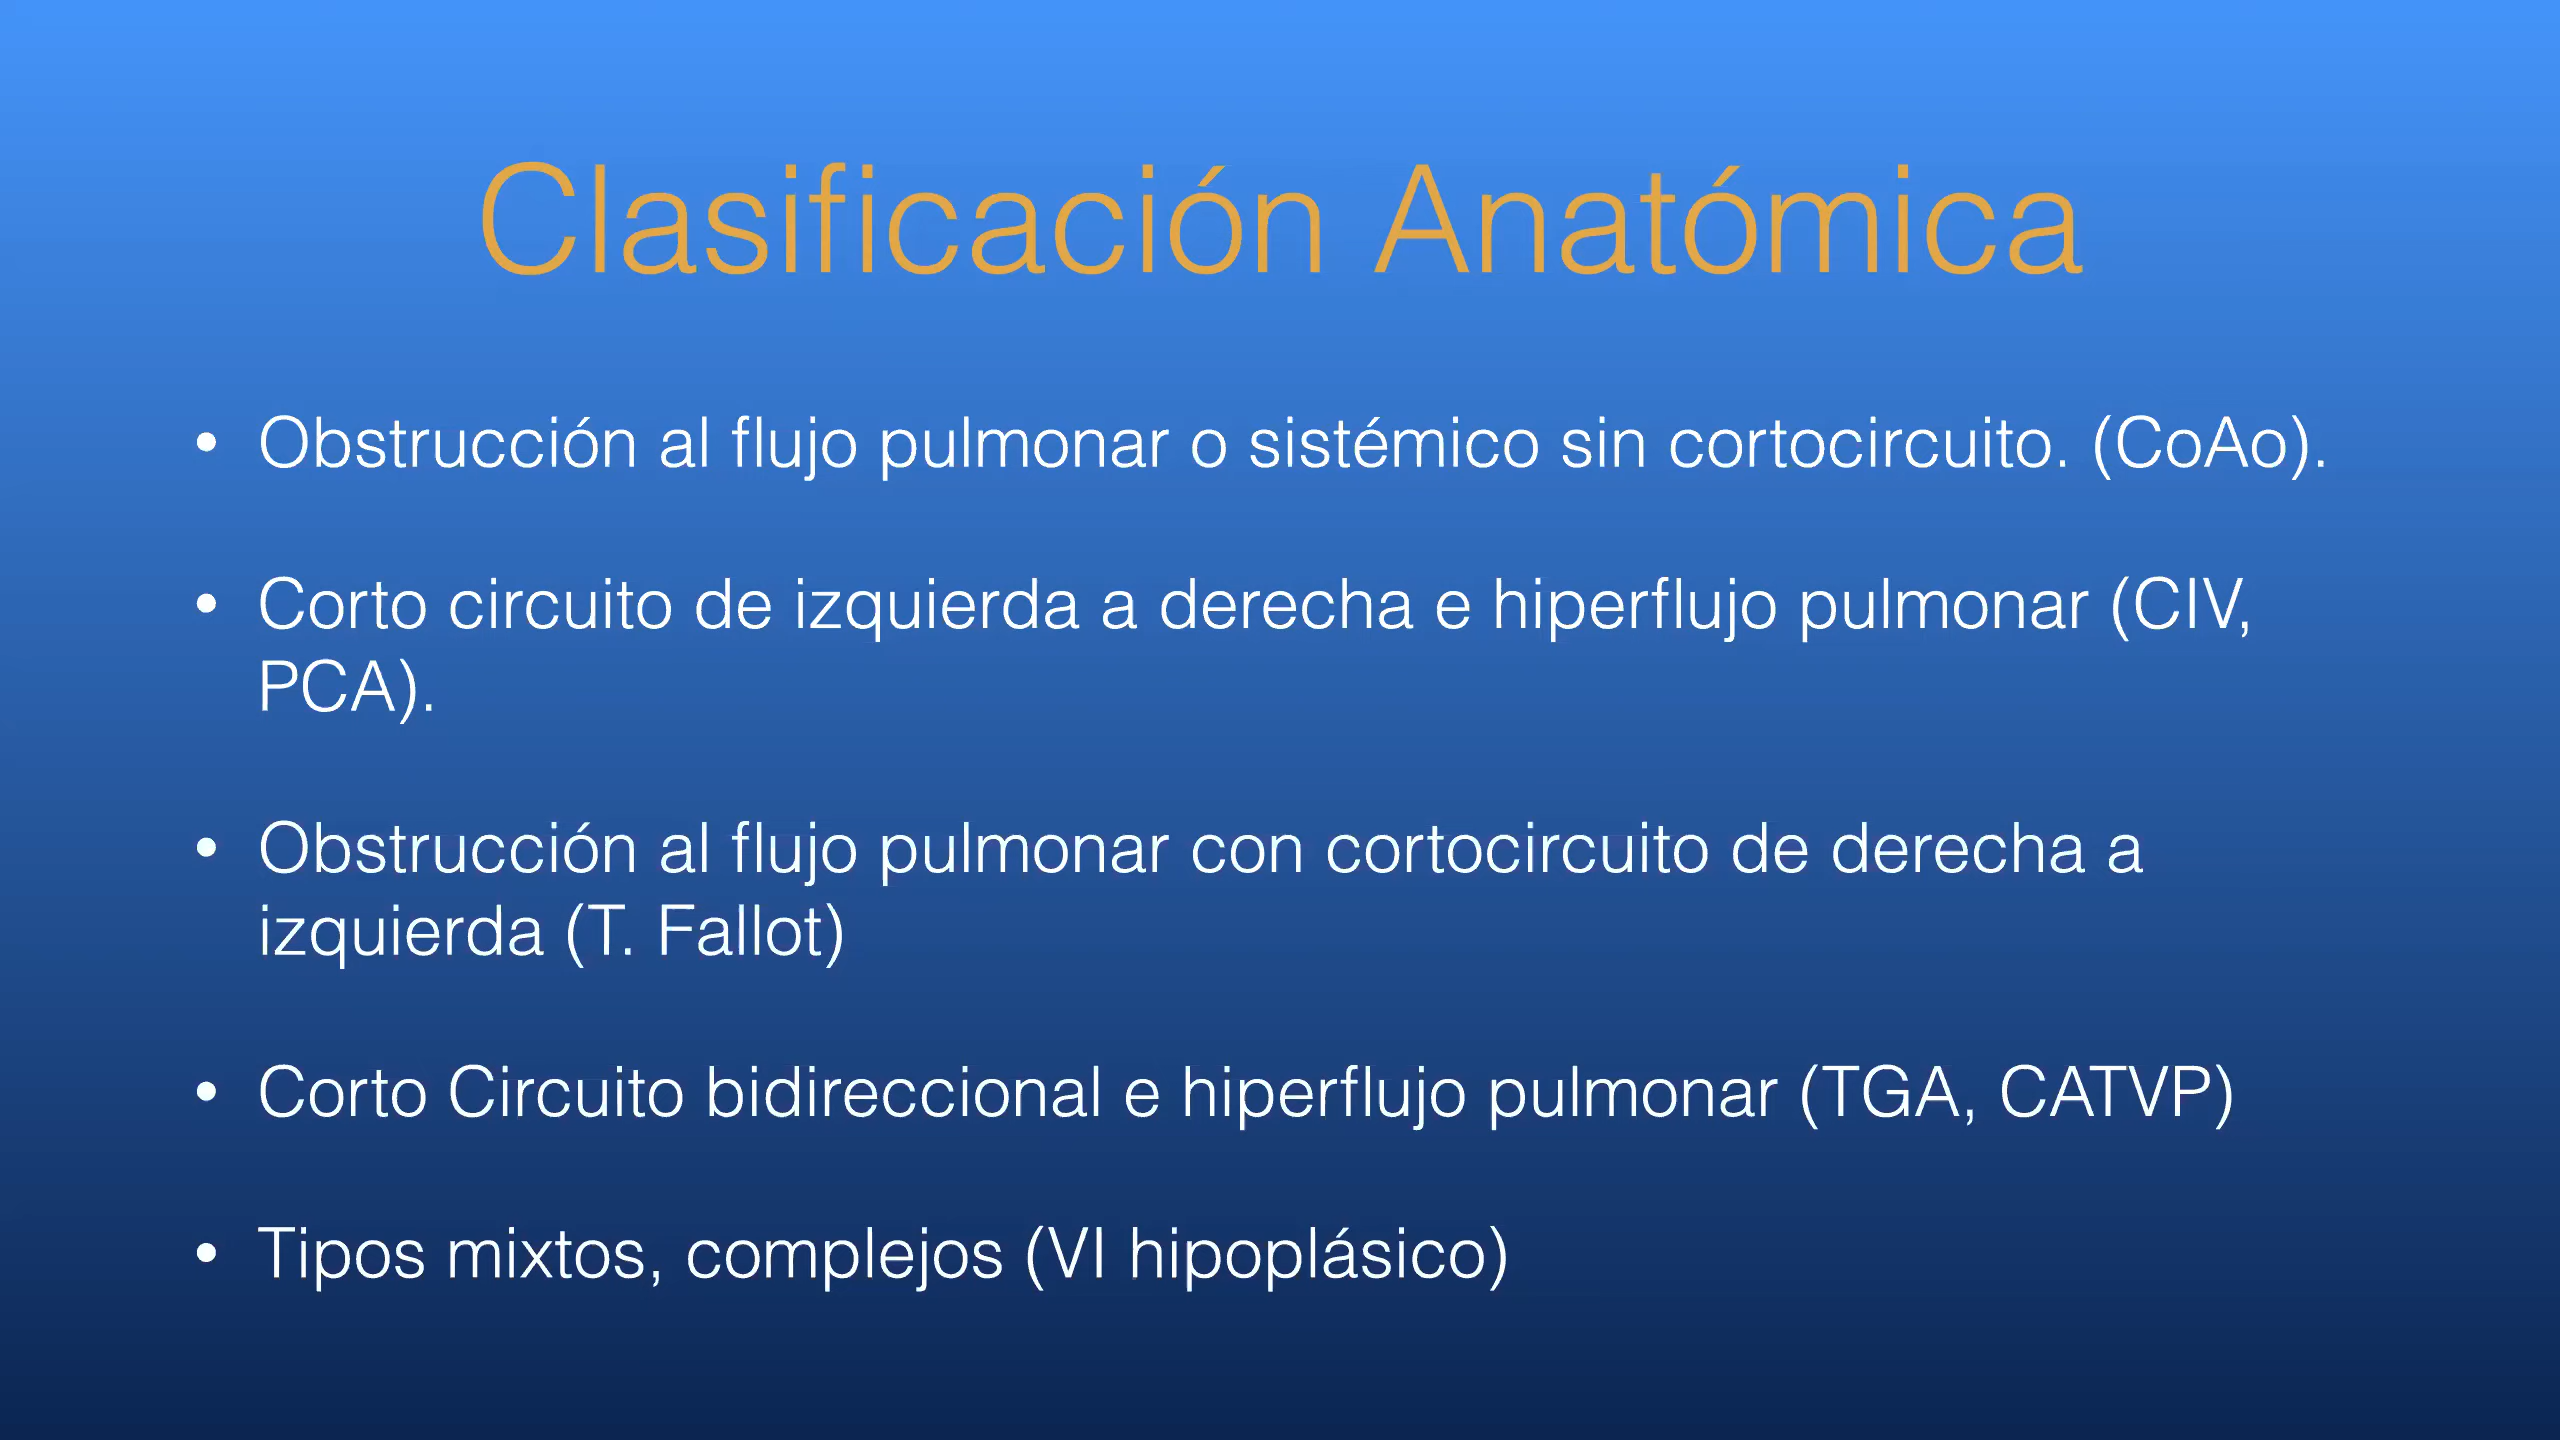 Clasificación Anatómica
• Obstrucción al flujo pulmonar o sistémico sin cortocircuito. (CoAo).
• Corto circuito de izquierda a derecha e hiperflujo pulmonar (CIV,
PCA).
• Obstrucción al flujo pulmonar con cortocircuito de derecha a
izquierda (T. Fallot)
• Corto Circuito bidireccional e hiperflujo pulmonar (TGA, CATVP)
• Tipos mixtos, complejos (VI hipoplásico)